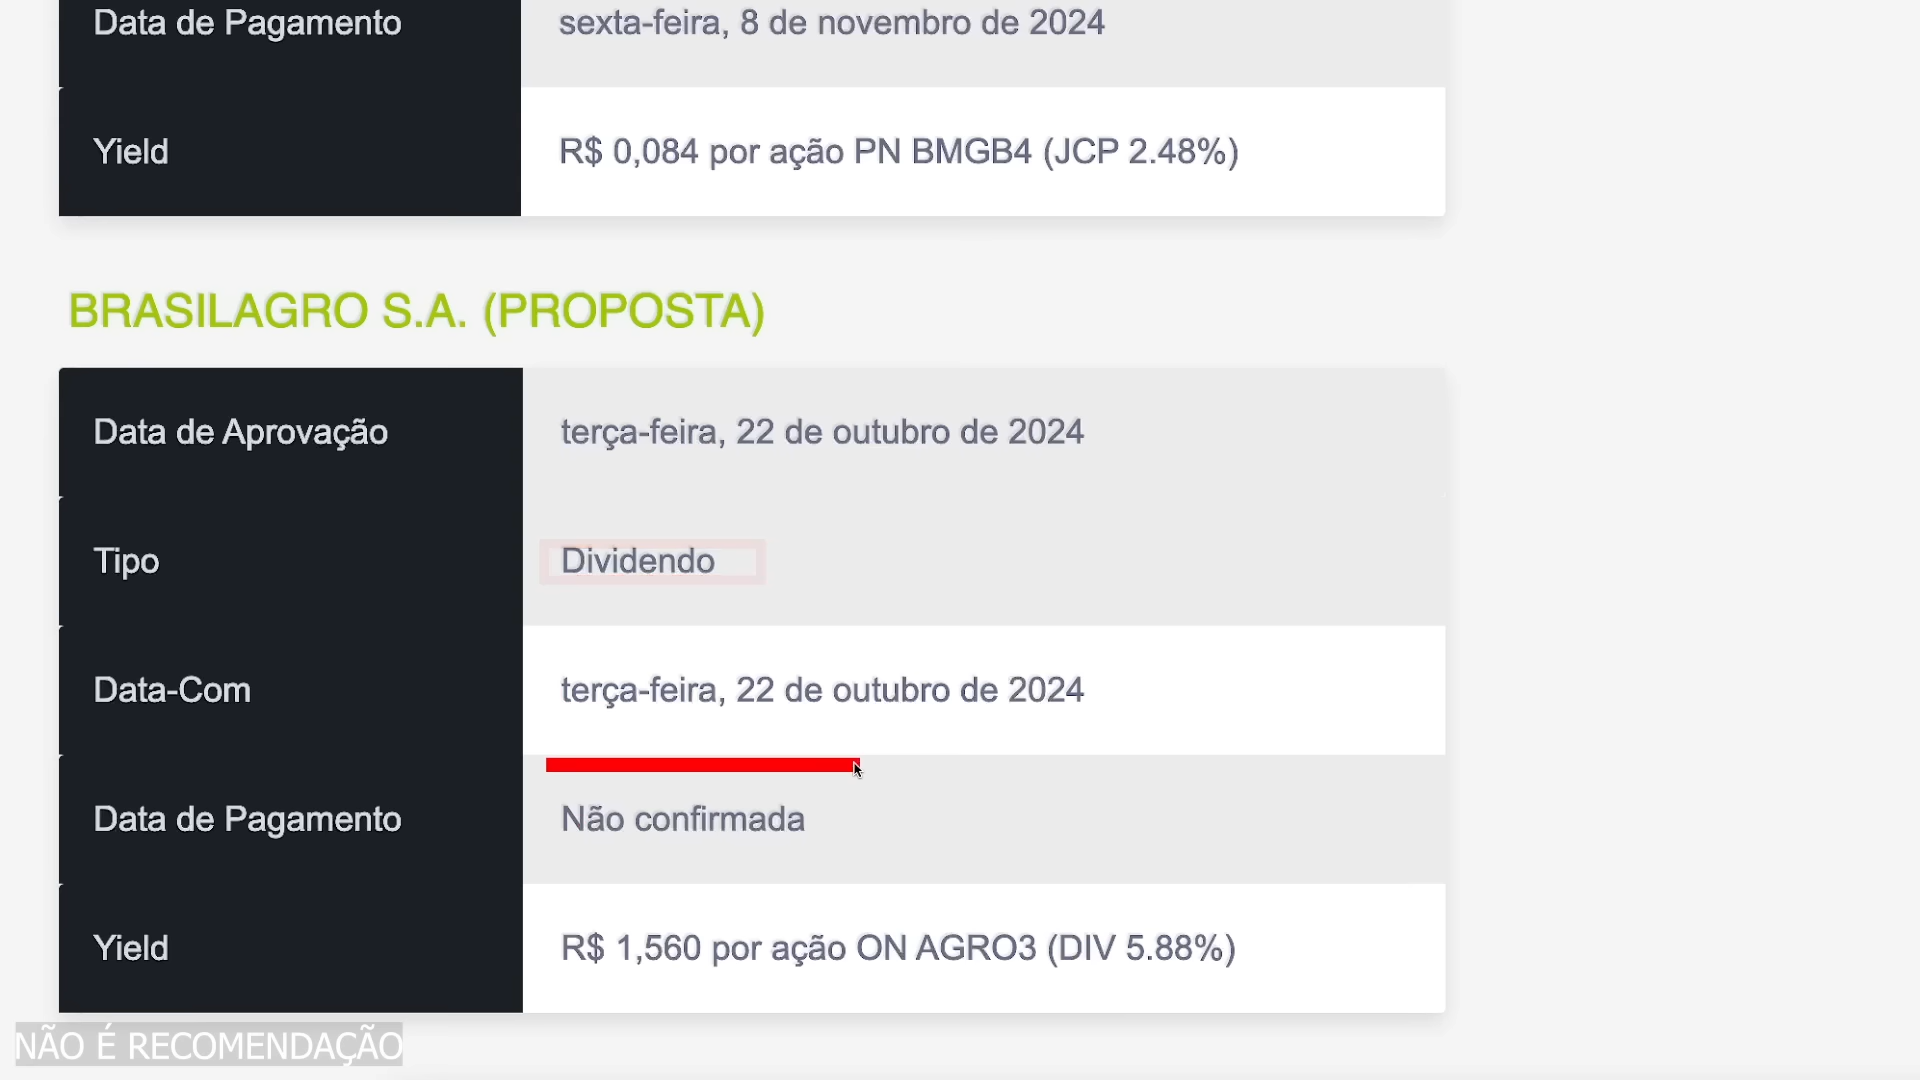 Data de Pagamento sexta-feira, 8 de novembro de 2024
Yield R$ 0,084 por ação PN BMGB4 (JCP 2.48%)
BRASILAGRO S.A. (PROPOSTA)
Data de Aprovação terça-feira, 22 de outubro de 2024
Tipo Dividendo
Data-Com terça-feira, 22 de outubro de 2024
Data de Pagamento Não confirmada
Yield R$ 1,560 por ação ON AGRO3 (DIV 5.88%)
NÃO É RECOMENDAÇÃO